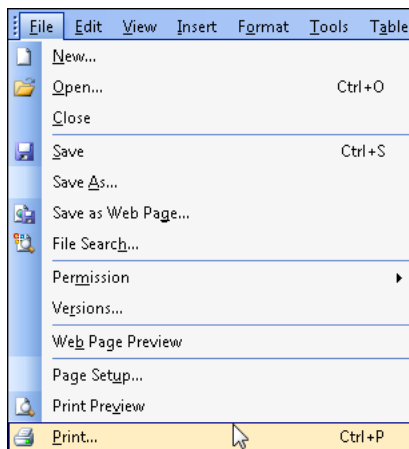 File Edit View Insert Format Tools Table
New...
Open... Ctrl+O
Close
Save Ctrl+S
Save As...
Save as Web Page...
File Search...
Permission
Versions...
Web Page Preview
Page Setup...
Print Preview
Print... Ctrl+P